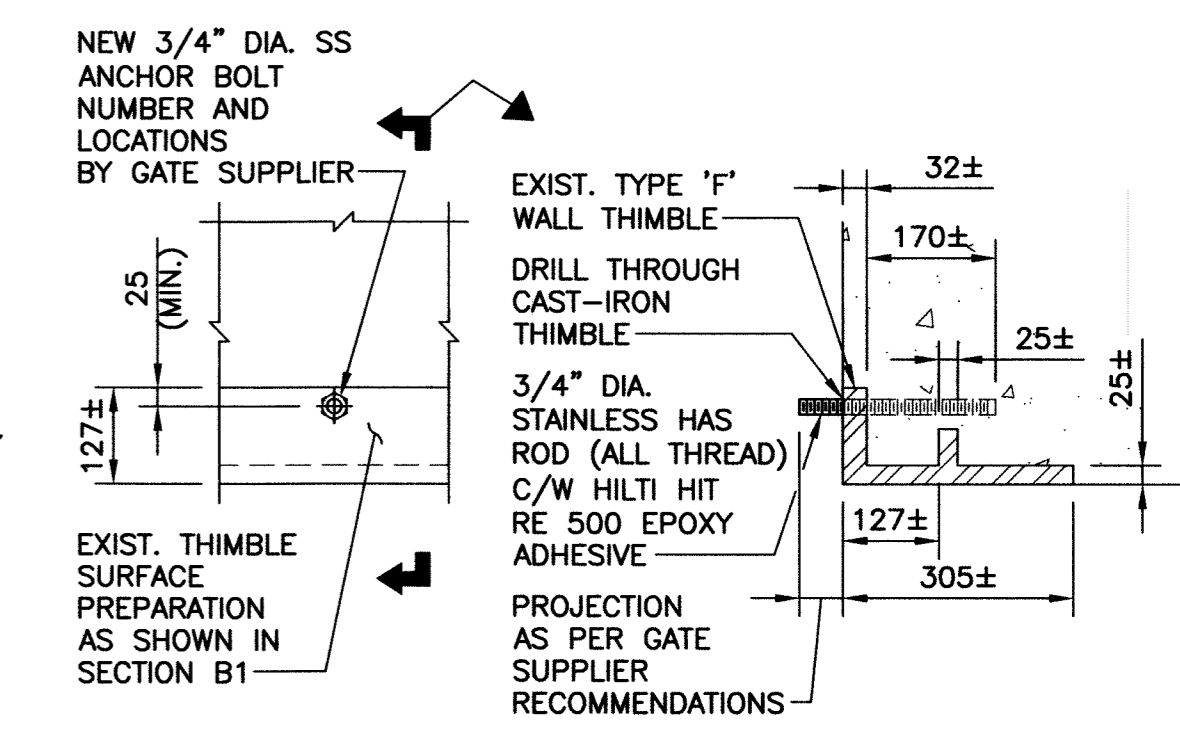 NEW 3/4" DIA. SS
ANCHOR BOLT
NUMBER AND
LOCATIONS
BY GATE SUPPLIER
25
(MIN.)
127±
EXIST. THIMBLE
SURFACE
PREPARATION
AS SHOWN IN
SECTION B1
EXIST. TYPE 'F'
WALL THIMBLE
DRILL THROUGH
CAST-IRON
THIMBLE
3/4" DIA.
STAINLESS HAS
ROD (ALL THREAD)
C/W HILTI HIT
RE 500 EPOXY
ADHESIVE
PROJECTION
AS PER GATE
SUPPLIER
RECOMMENDATIONS
32±
170±
25±
25±
127±
305±